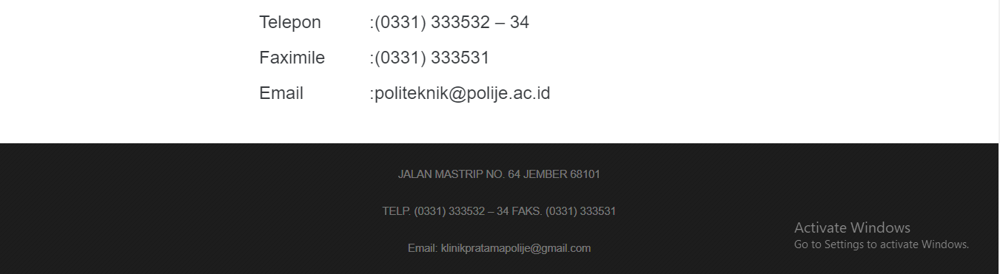 Telepon :(0331) 333532 – 34
Faximile :(0331) 333531
Email :politeknik@polije.ac.id
JALAN MASTRIP NO. 64 JEMBER 68101
TELP. (0331) 333532 – 34 FAKS. (0331) 333531
Email: klinikpratamapolije@gmail.com
Activate Windows
Go to Settings to activate Windows.